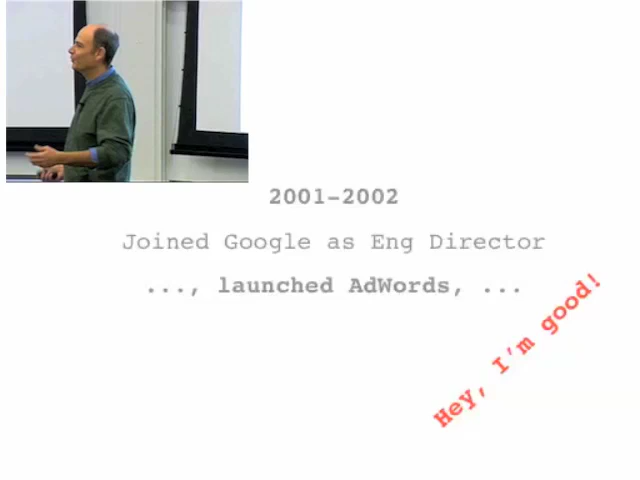 2001-2002
Joined Google as Eng Director
..., launched AdWords, ...
Hey, I'm good!